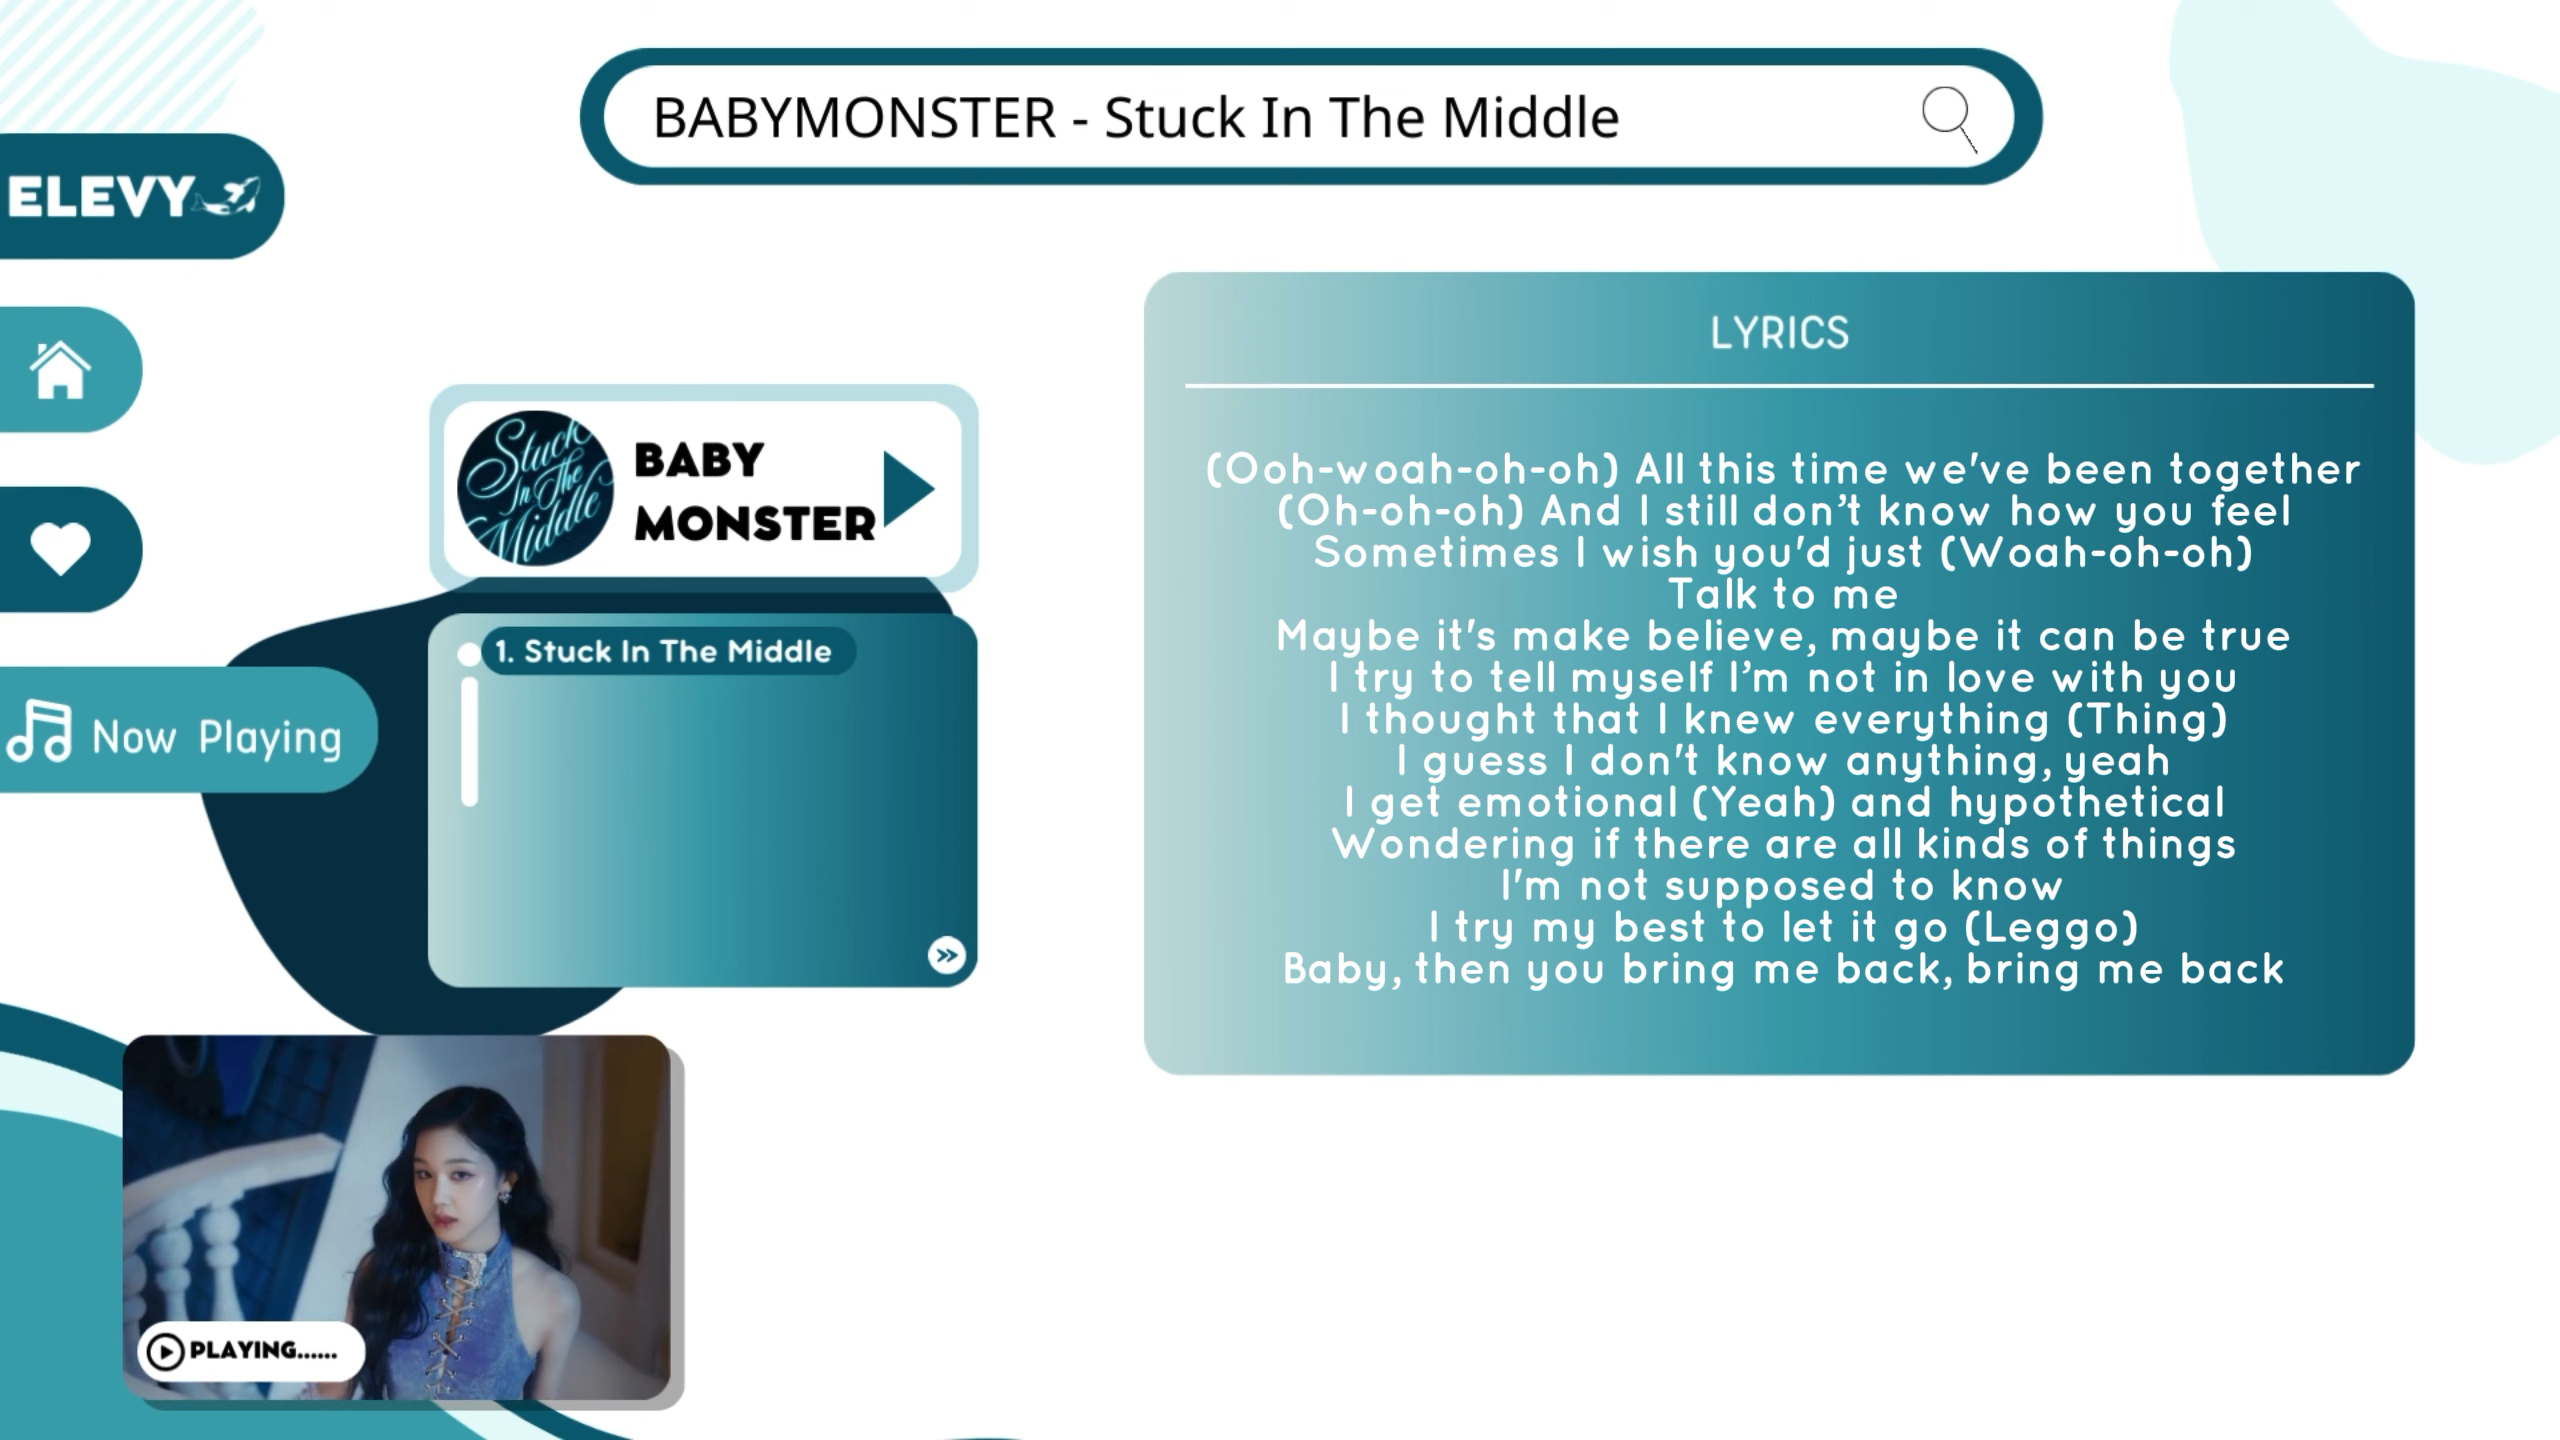 BABYMONSTER - Stuck In The Middle
ELEVY
LYRICS
Stuck
In The
Middle
BABY
MONSTER
1. Stuck In The Middle
Now Playing
(Ooh-woah-oh-oh) All this time we've been together
(Oh-oh-oh) And I still don’t know how you feel
Sometimes I wish you'd just (Woah-oh-oh)
Talk to me
Maybe it's make believe, maybe it can be true
I try to tell myself I’m not in love with you
I thought that I knew everything (Thing)
I guess I don't know anything, yeah
I get emotional (Yeah) and hypothetical
Wondering if there are all kinds of things
I'm not supposed to know
I try my best to let it go (Leggo)
Baby, then you bring me back, bring me back
PLAYING......